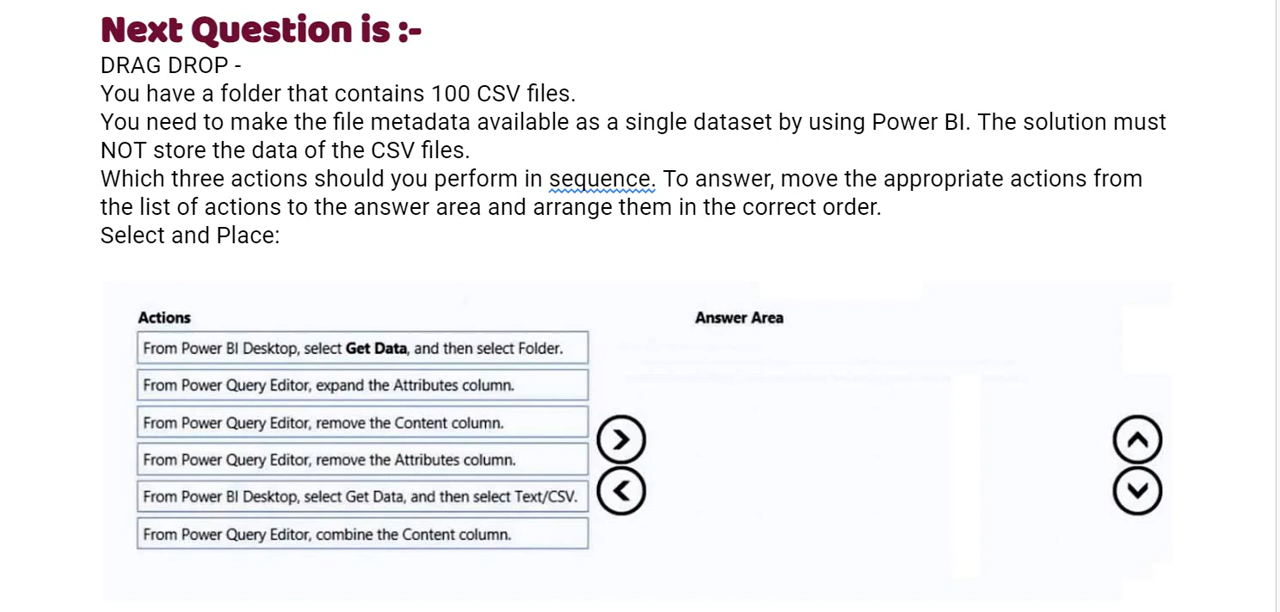 Next Question is :-
DRAG DROP -
You have a folder that contains 100 CSV files.
You need to make the file metadata available as a single dataset by using Power BI. The solution must
NOT store the data of the CSV files.
Which three actions should you perform in sequence. To answer, move the appropriate actions from
the list of actions to the answer area and arrange them in the correct order.
Select and Place:
Actions
Answer Area
From Power BI Desktop, select Get Data, and then select Folder.
From Power Query Editor, expand the Attributes column.
From Power Query Editor, remove the Content column.
From Power Query Editor, remove the Attributes column.
From Power BI Desktop, select Get Data, and then select Text/CSV.
From Power Query Editor, combine the Content column.